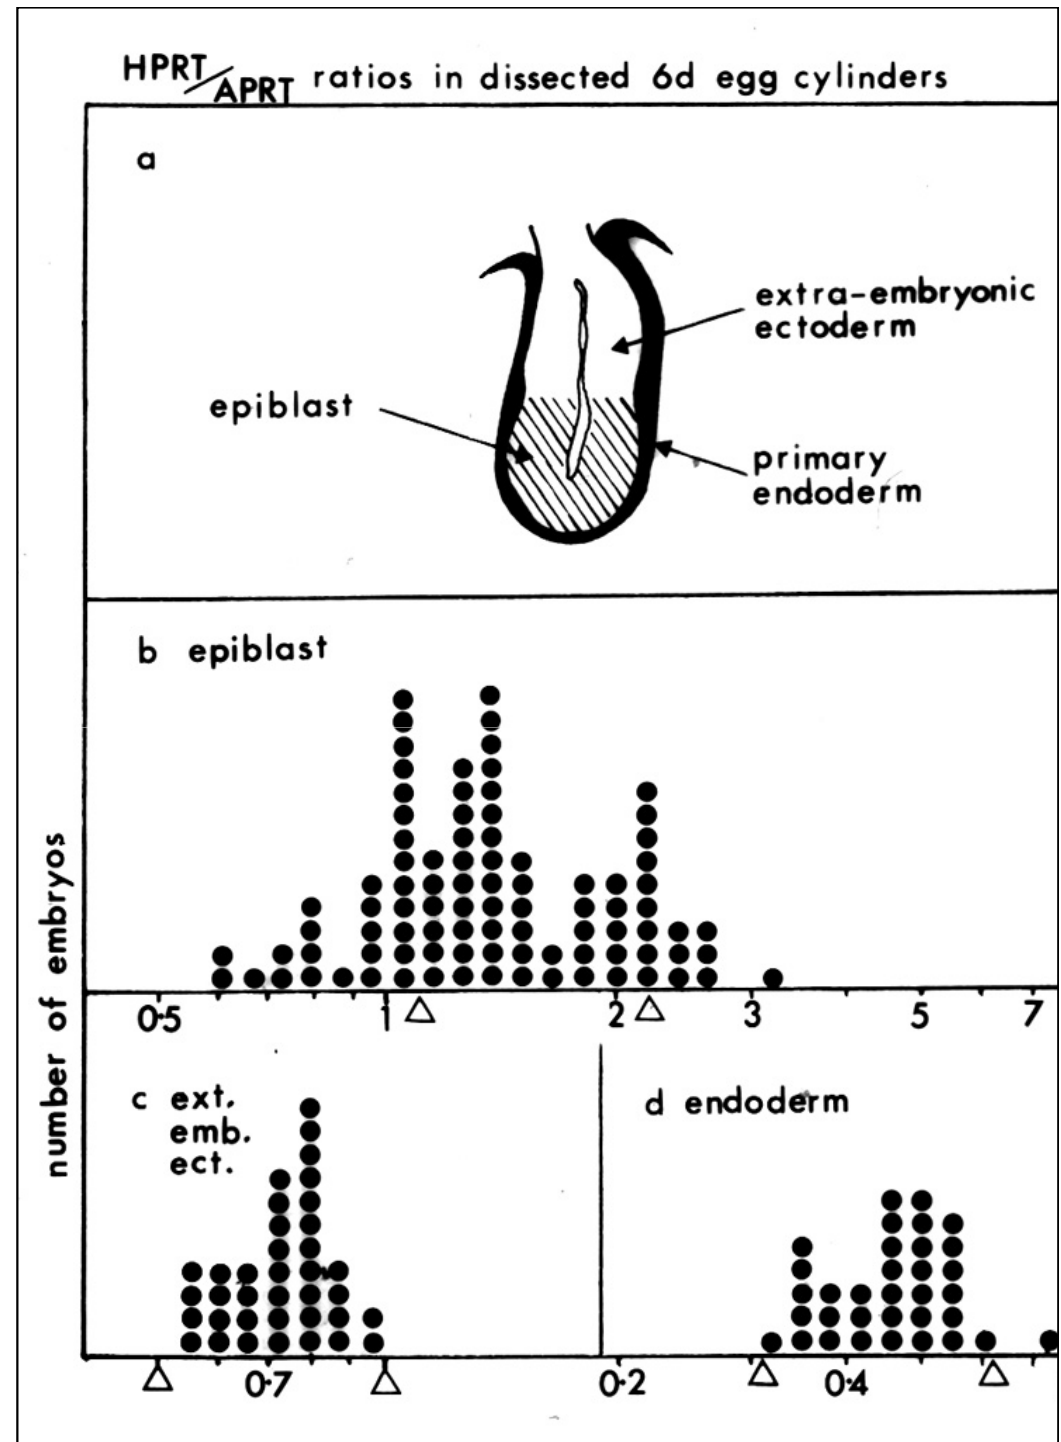 HPRT/APRT ratios in dissected 6d egg cylinders
a
extra-embryonic
ectoderm
epiblast
primary
endoderm
b epiblast
number of embryos
0·5 1 2 3 5 7
c ext.
emb.
ect.
d endoderm
0·7 0·2 0·4